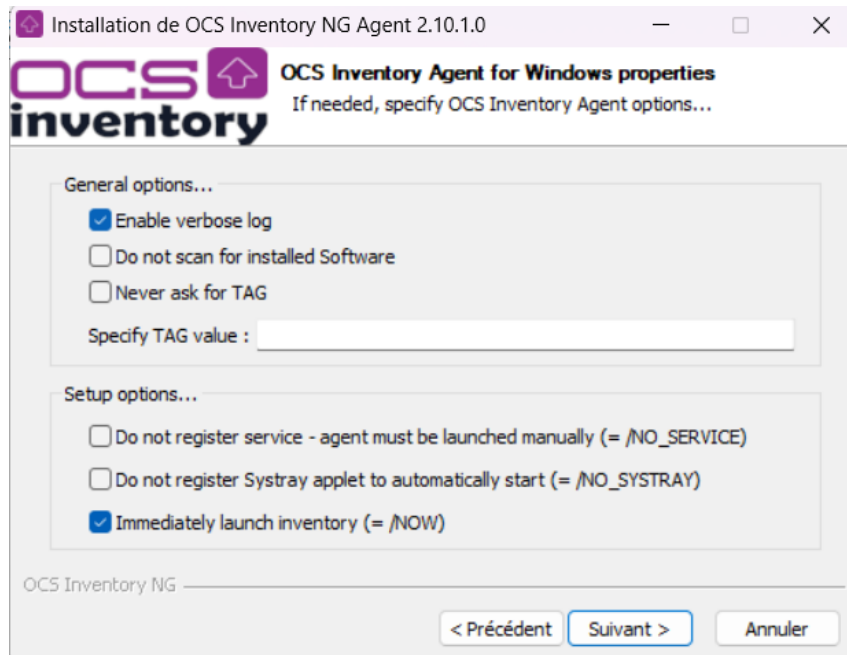 Installation de OCS Inventory NG Agent 2.10.1.0
OCS
inventory
OCS Inventory Agent for Windows properties
If needed, specify OCS Inventory Agent options...
General options...
Enable verbose log
Do not scan for installed Software
Never ask for TAG
Specify TAG value :
Setup options...
Do not register service - agent must be launched manually (= /NO_SERVICE)
Do not register Systray applet to automatically start (= /NO_SYSTRAY)
Immediately launch inventory (= /NOW)
OCS Inventory NG
< Précédent Suivant > Annuler